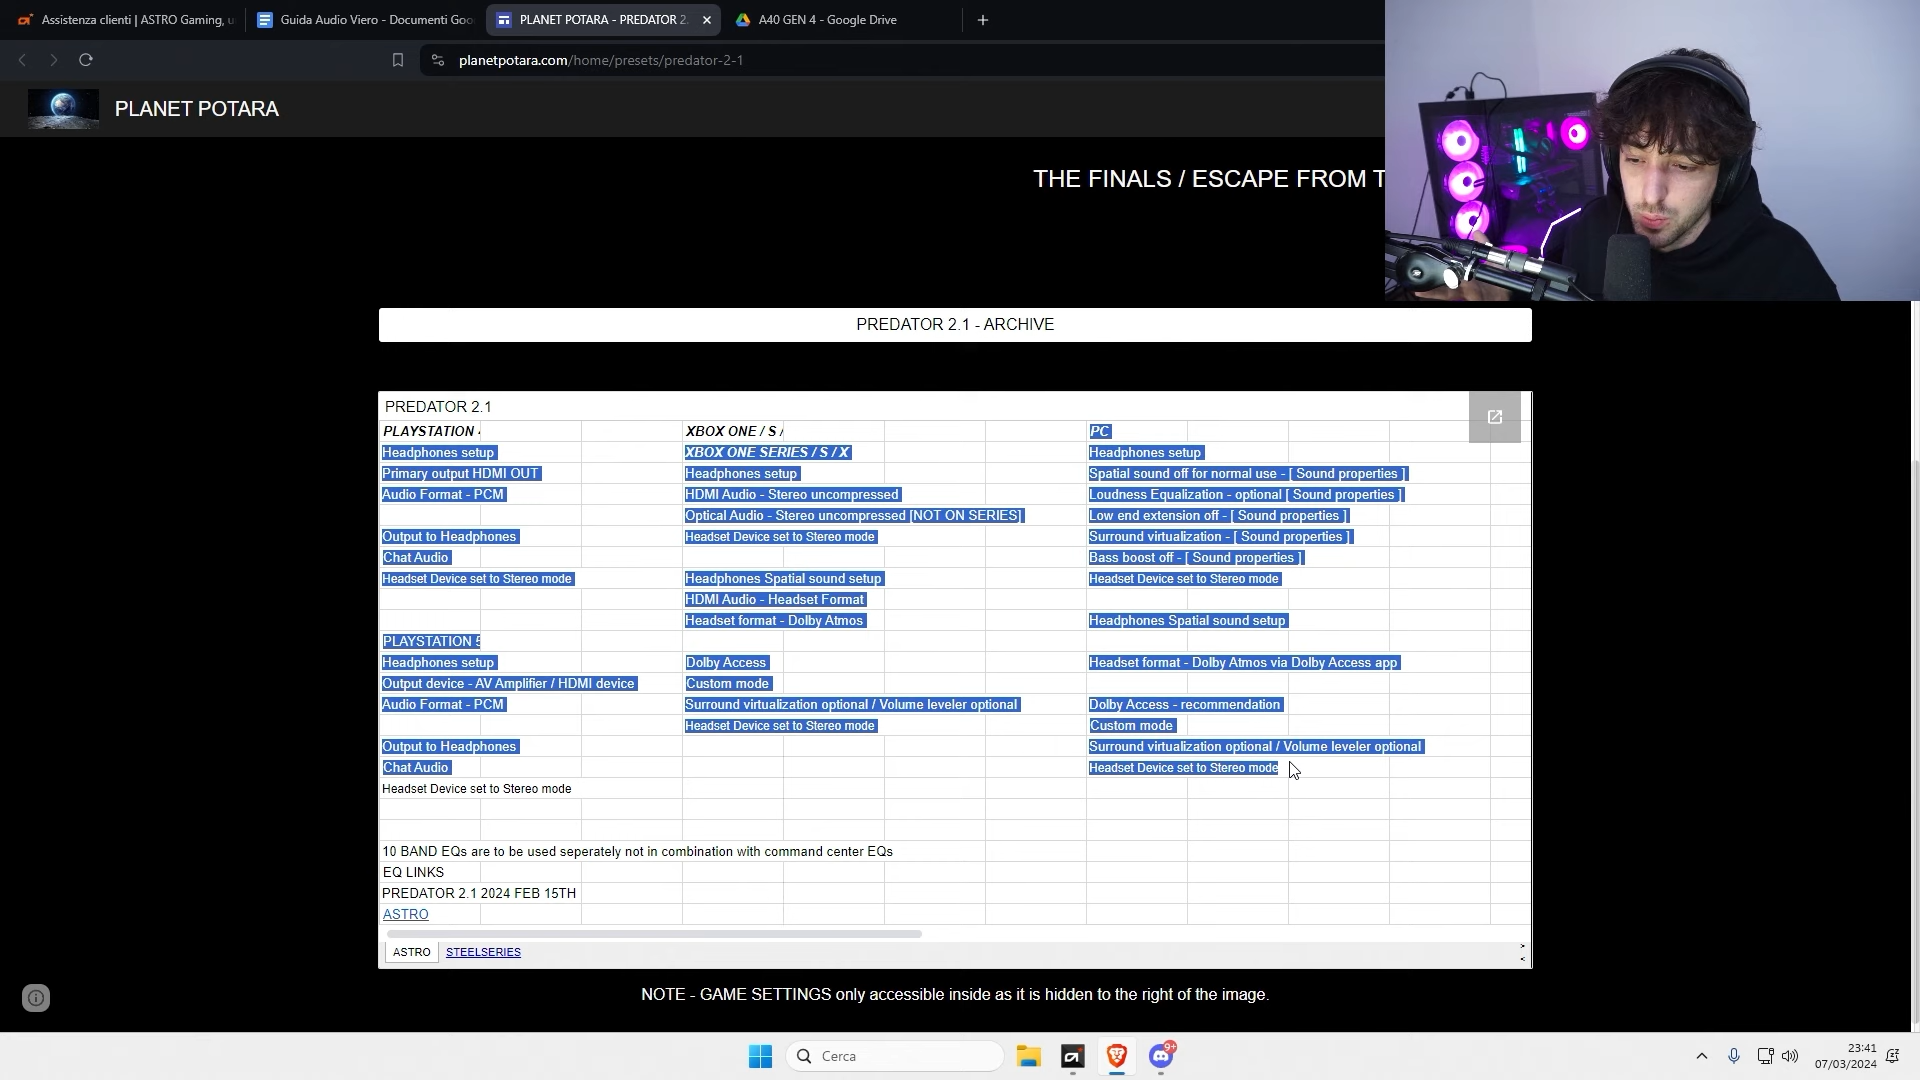 Assistenza clienti | ASTRO Gaming, u
Guida Audio Viero - Documenti Goo
PLANET POTARA - PREDATOR 2.
A40 GEN 4 - Google Drive
planetpotara.com/home/presets/predator-2-1
PLANET POTARA
THE FINALS / ESCAPE FROM T
PREDATOR 2.1 - ARCHIVE
PREDATOR 2.1
PLAYSTATION
Headphones setup
Primary output HDMI OUT
Audio Format - PCM
Output to Headphones
Chat Audio
Headset Device set to Stereo mode
PLAYSTATION 5
Headphones setup
Output device - AV Amplifier / HDMI device
Audio Format - PCM
Output to Headphones
Chat Audio
Headset Device set to Stereo mode
XBOX ONE / S /
XBOX ONE SERIES / S / X
Headphones setup
HDMI Audio - Stereo uncompressed
Optical Audio - Stereo uncompressed [NOT ON SERIES]
Headset Device set to Stereo mode
Headphones Spatial sound setup
HDMI Audio - Headset Format
Headset format - Dolby Atmos
Dolby Access
Custom mode
Surround virtualization optional / Volume leveler optional
Headset Device set to Stereo mode
PC
Headphones setup
Spatial sound off for normal use - [ Sound properties ]
Loudness Equalization - optional [ Sound properties ]
Low end extension off - [ Sound properties ]
Surround virtualization - [ Sound properties ]
Bass boost off - [ Sound properties ]
Headset Device set to Stereo mode
Headphones Spatial sound setup
Headset format - Dolby Atmos via Dolby Access app
Dolby Access - recommendation
Custom mode
Surround virtualization optional / Volume leveler optional
Headset Device set to Stereo mode
10 BAND EQs are to be used seperately not in combination with command center EQs
EQ LINKS
PREDATOR 2.1 2024 FEB 15TH
ASTRO
ASTRO
STEELSERIES
NOTE - GAME SETTINGS only accessible inside as it is hidden to the right of the image.
Cerca
9+
23:41
07/03/2024